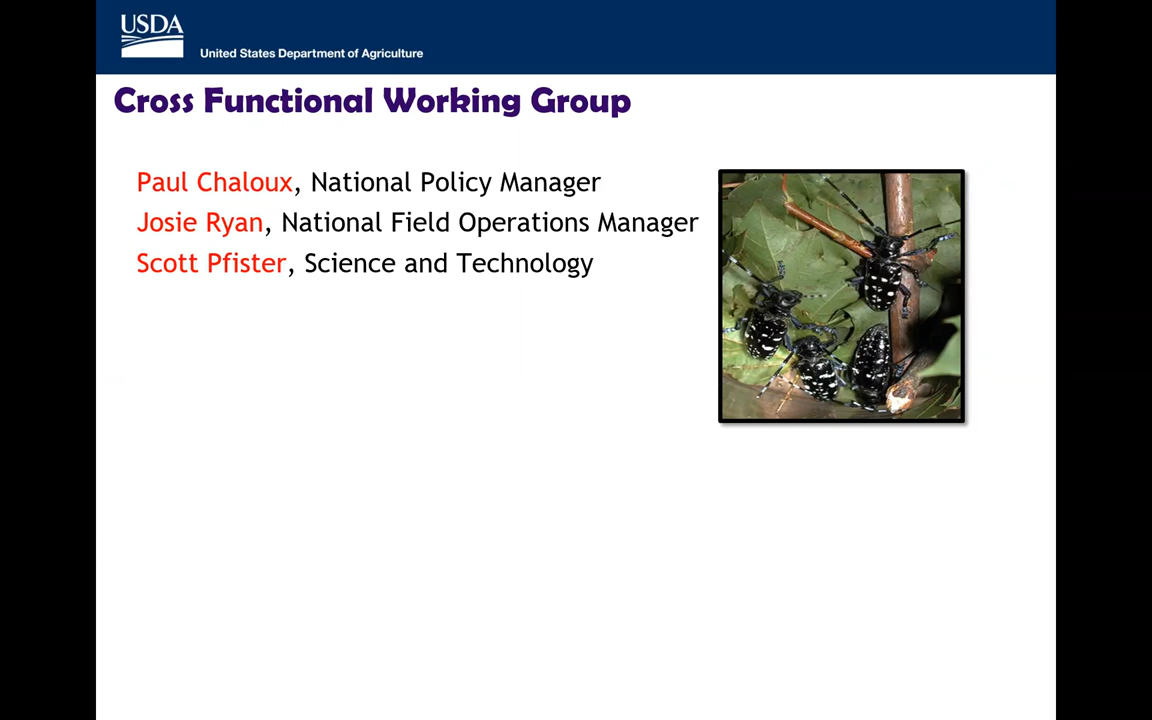 USDA
United States Department of Agriculture
Cross Functional Working Group
Paul Chaloux, National Policy Manager
Josie Ryan, National Field Operations Manager
Scott Pfister, Science and Technology